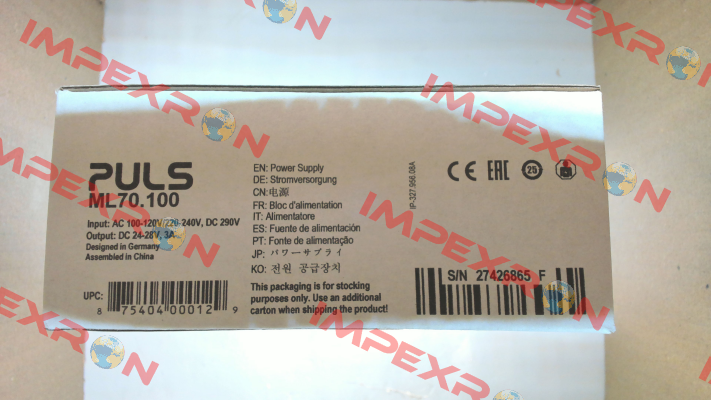 PULS
ML70.100
Input: AC 100-120V/220-240V, DC 290V
Output: DC 24-28V, 3A
Designed in Germany
Assembled in China
UPC:
8 75404 00012 9
EN: Power Supply
DE: Stromversorgung
CN:电源
FR: Bloc d'alimentation
IT: Alimentatore
ES: Fuente de alimentación
PT: Fonte de alimentação
JP: パワーサプライ
KO: 전원 공급장치
This packaging is for stocking
purposes only. Use an additional
carton when shipping the product!
IP-327.956.08A
CE EAC 25
S/N 27426865 F
IMPEXRON
IMPEXRON
IMPEXRON
IMPEXRON
IMPEXRON
IMPEXRON
IMPEXRON